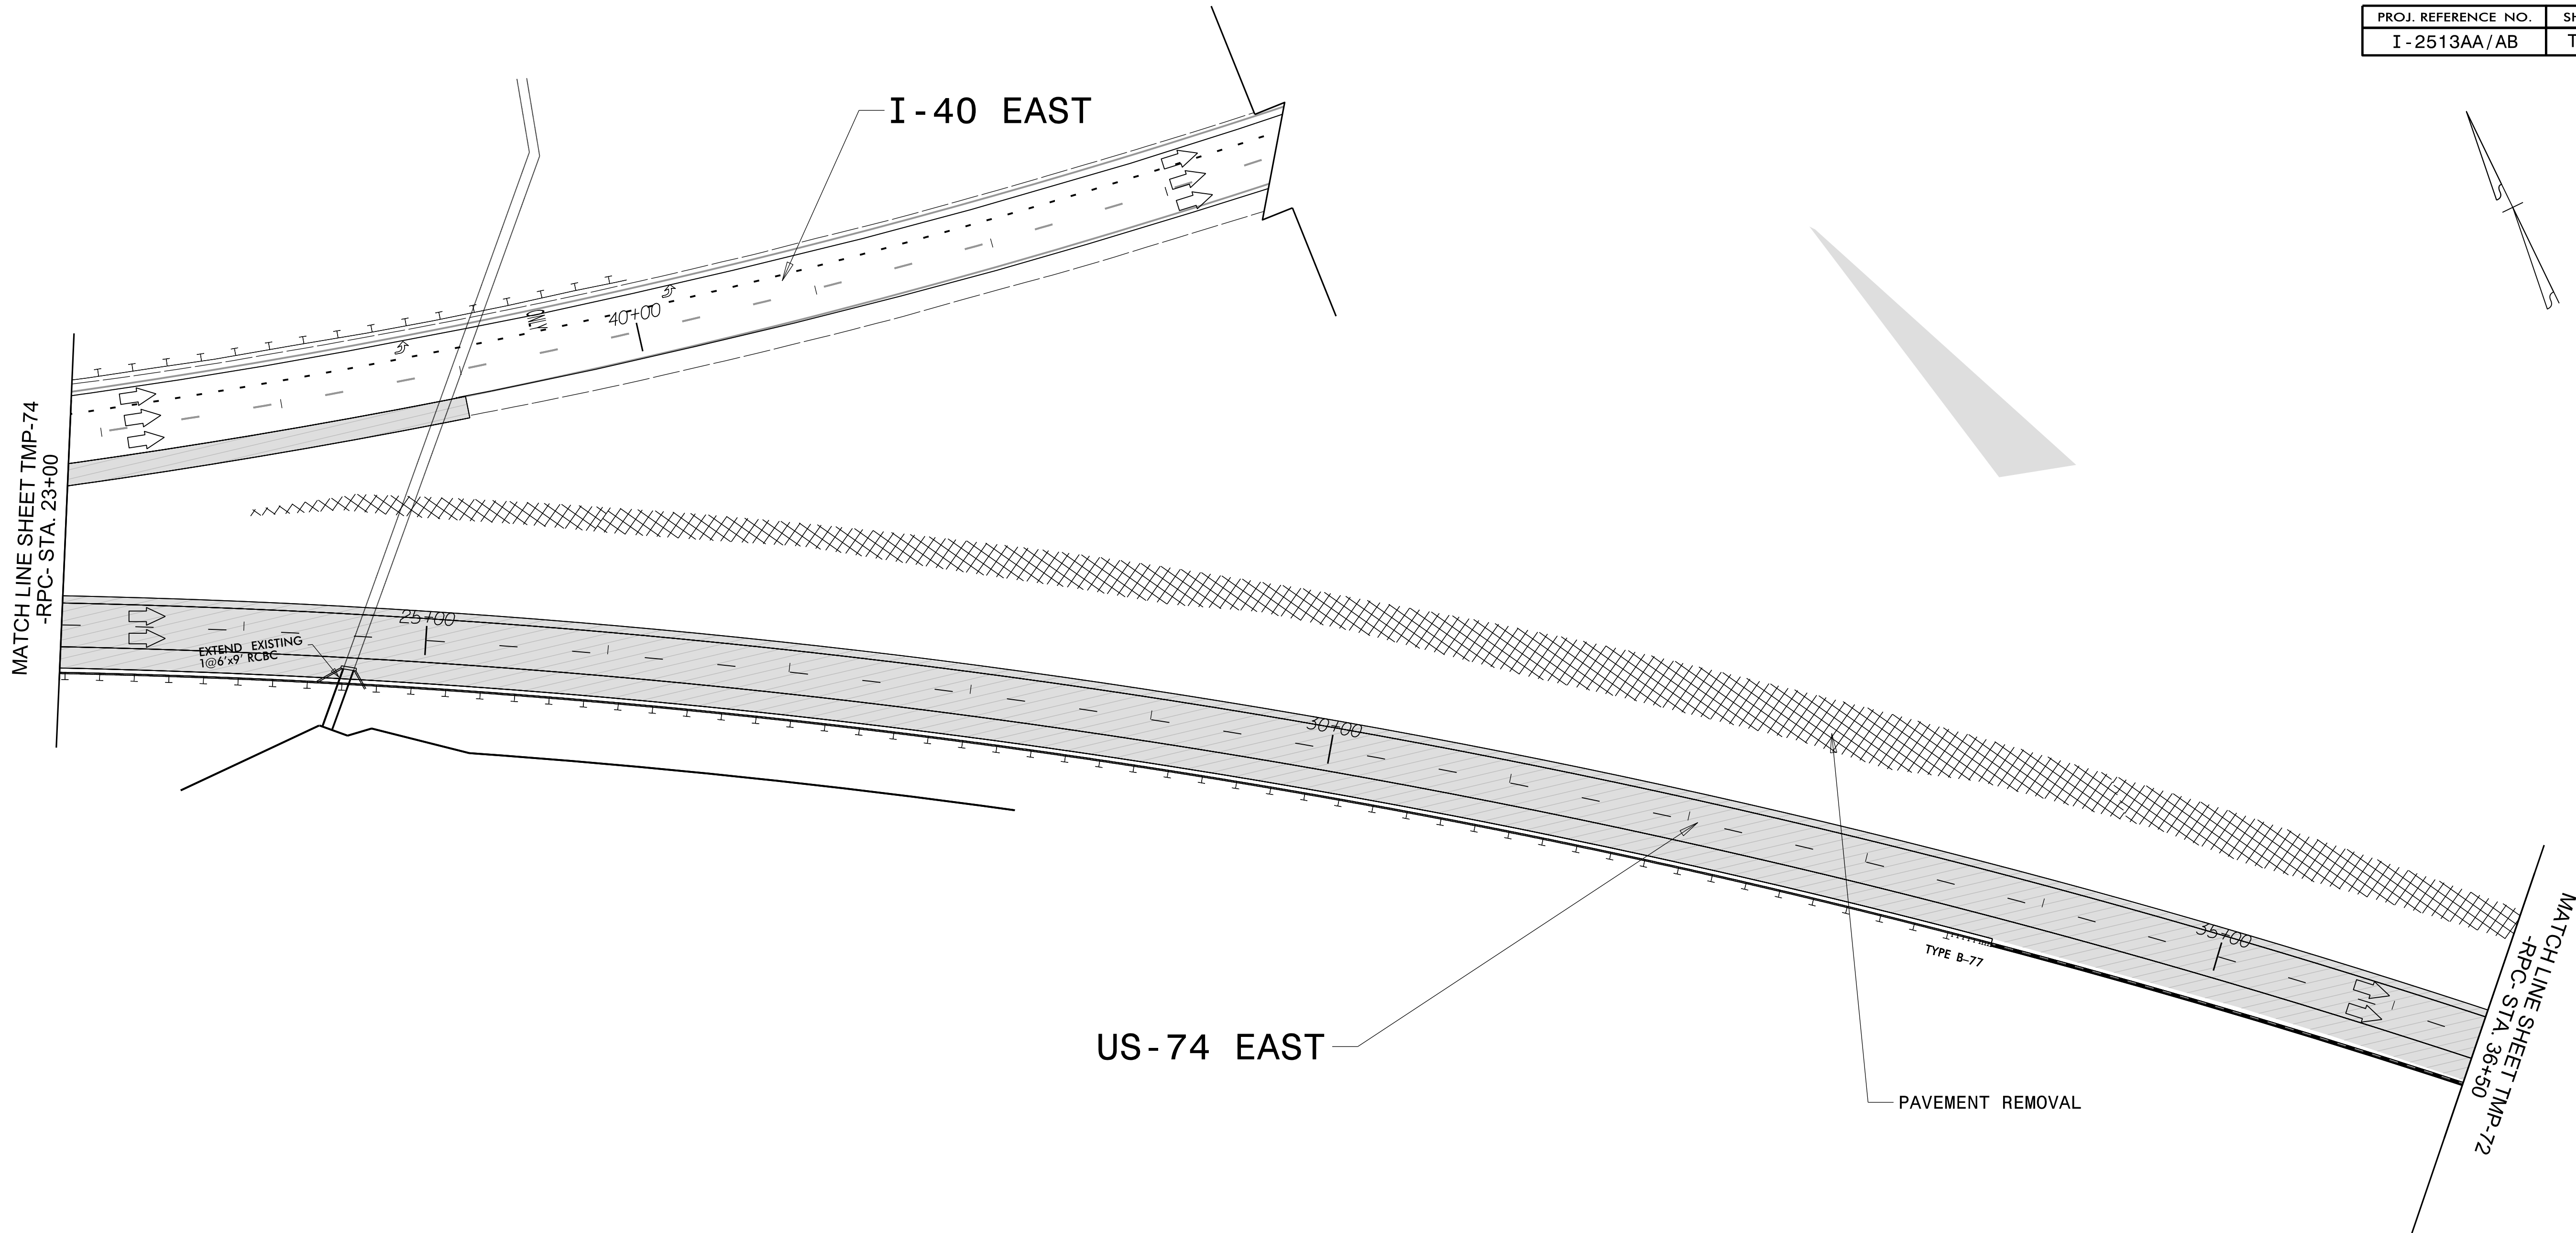 PROJ. REFERENCE NO.
I-2513AA/AB
I-40 EAST
ONLY
40+00
MATCH LINE SHEET TMP-74
-RPC- STA. 23+00
25+00
EXTEND EXISTING
1@6'x9' RCBC
30+00
35+00
TYPE B-77
US-74 EAST
PAVEMENT REMOVAL
MATCH LINE SHEET TMP-72
-RPC- STA. 36+50